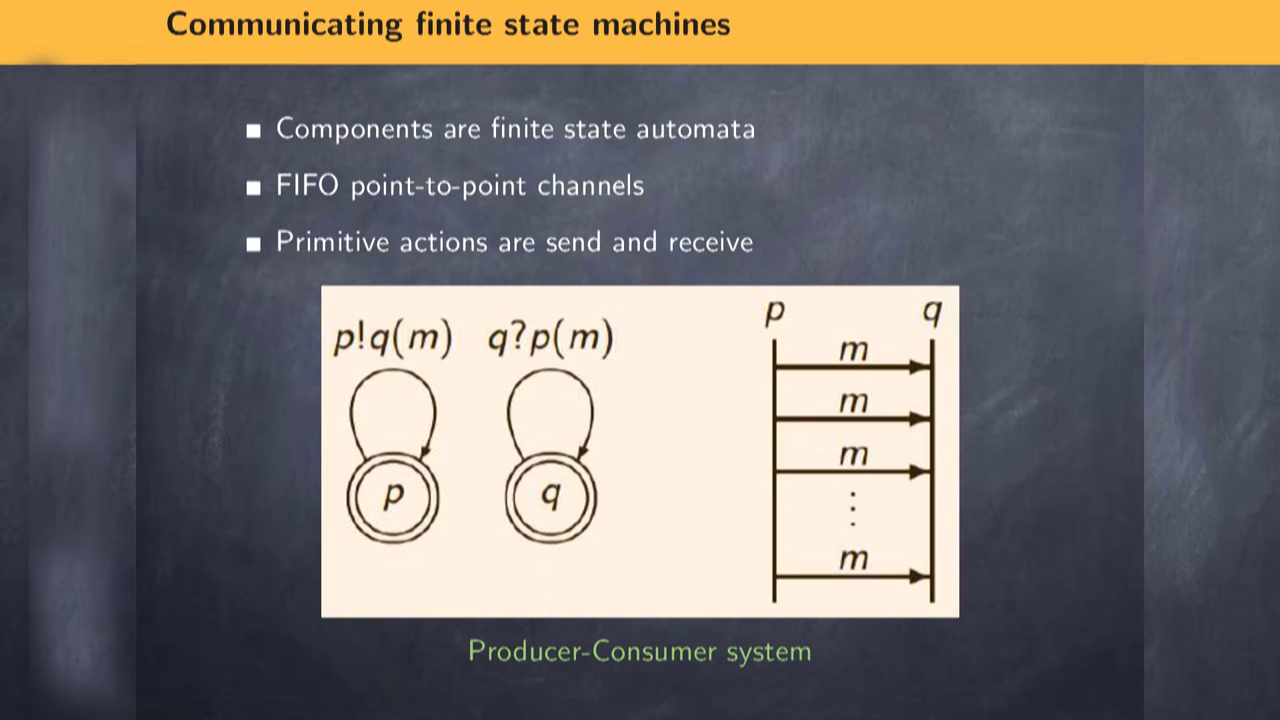 Communicating finite state machines
Components are finite state automata
FIFO point-to-point channels
Primitive actions are send and receive
p!q(m) q?p(m)
p q
p q
m
m
m
⋮
m
Producer-Consumer system